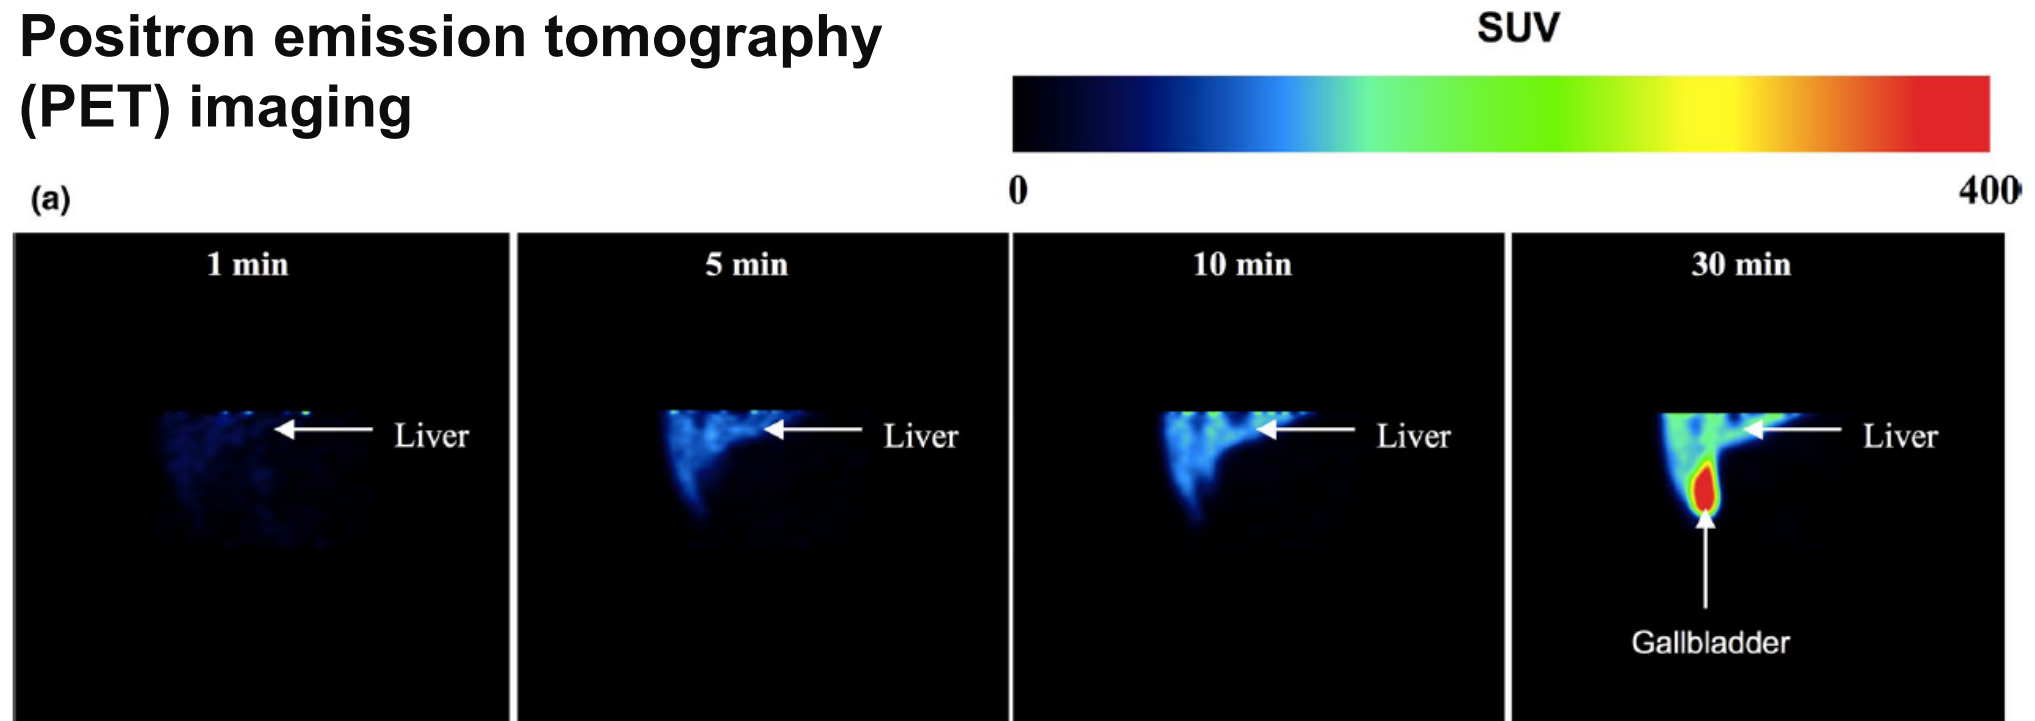 Positron emission tomography
(PET) imaging
SUV
0
400
(a)
1 min
5 min
10 min
30 min
Liver
Liver
Liver
Liver
Gallbladder